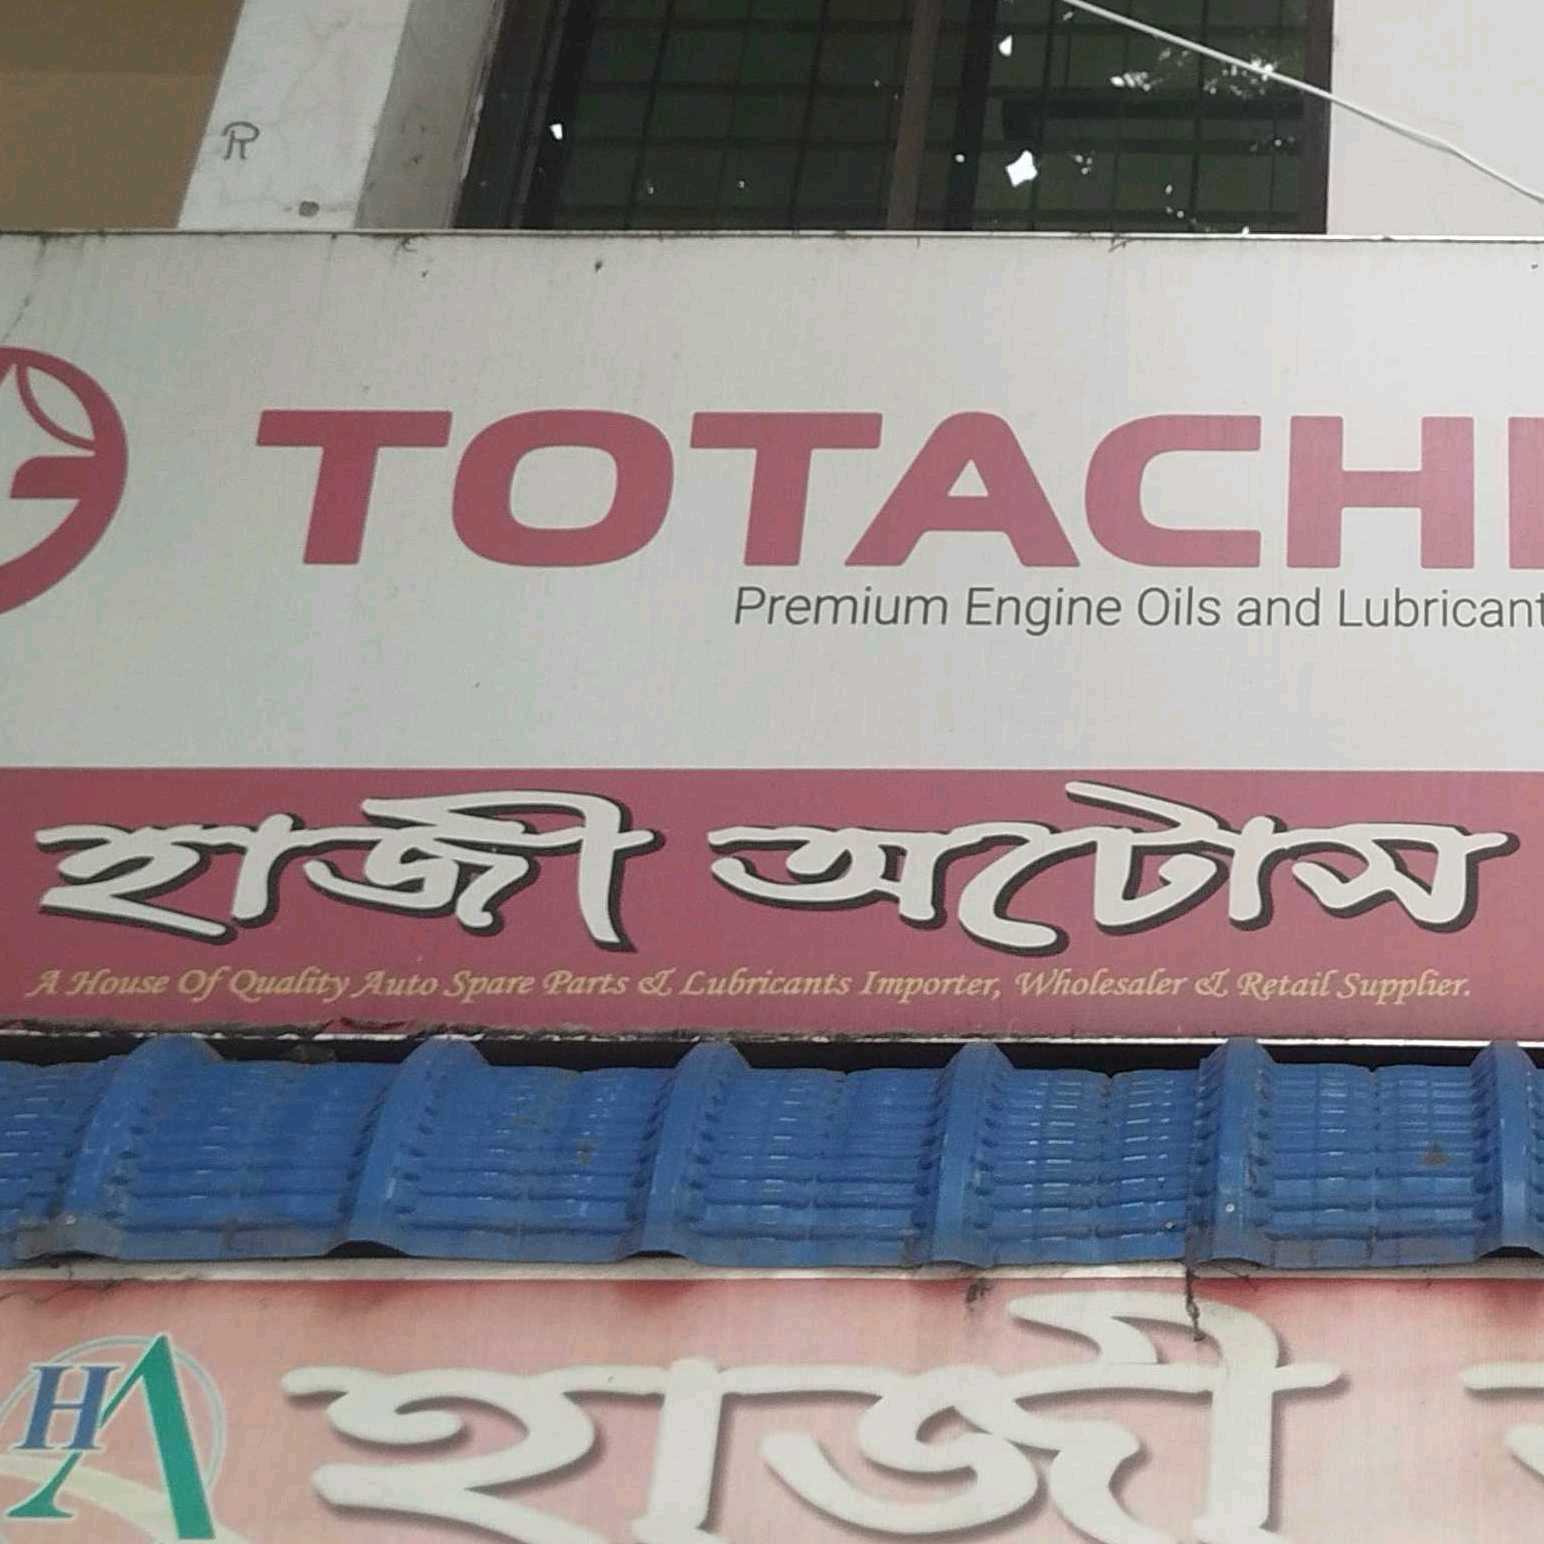 TOTACHI
Premium Engine Oils and Lubricant
হাজী অটোস
A House Of Quality Auto Spare Parts & Lubricants Importer, Wholesaler & Retail Supplier.
HA
হাজী